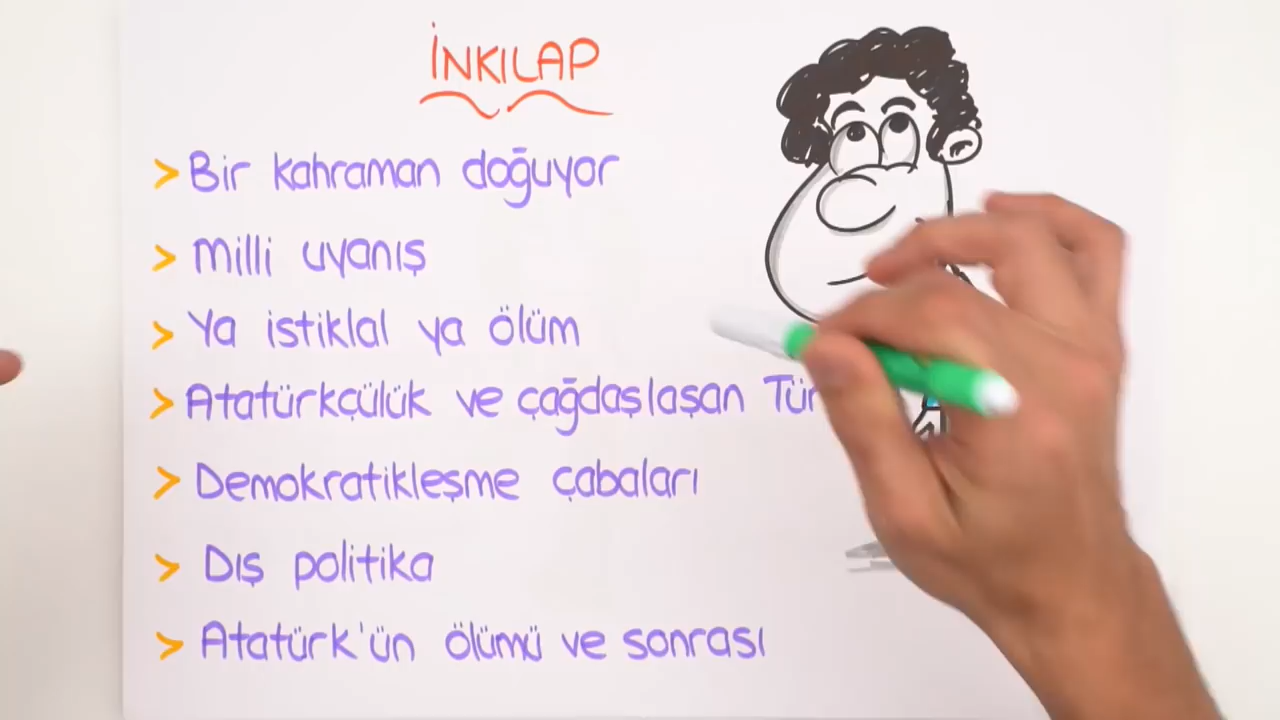 İNKILAP
> Bir kahraman doğuyor
> Milli uyanış
> Ya istiklal ya ölüm
> Atatürkçülük ve çağdaşlaşan
> Demokratikleşme çabaları
> Dış politika
> Atatürk'ün ölümü ve sonrası